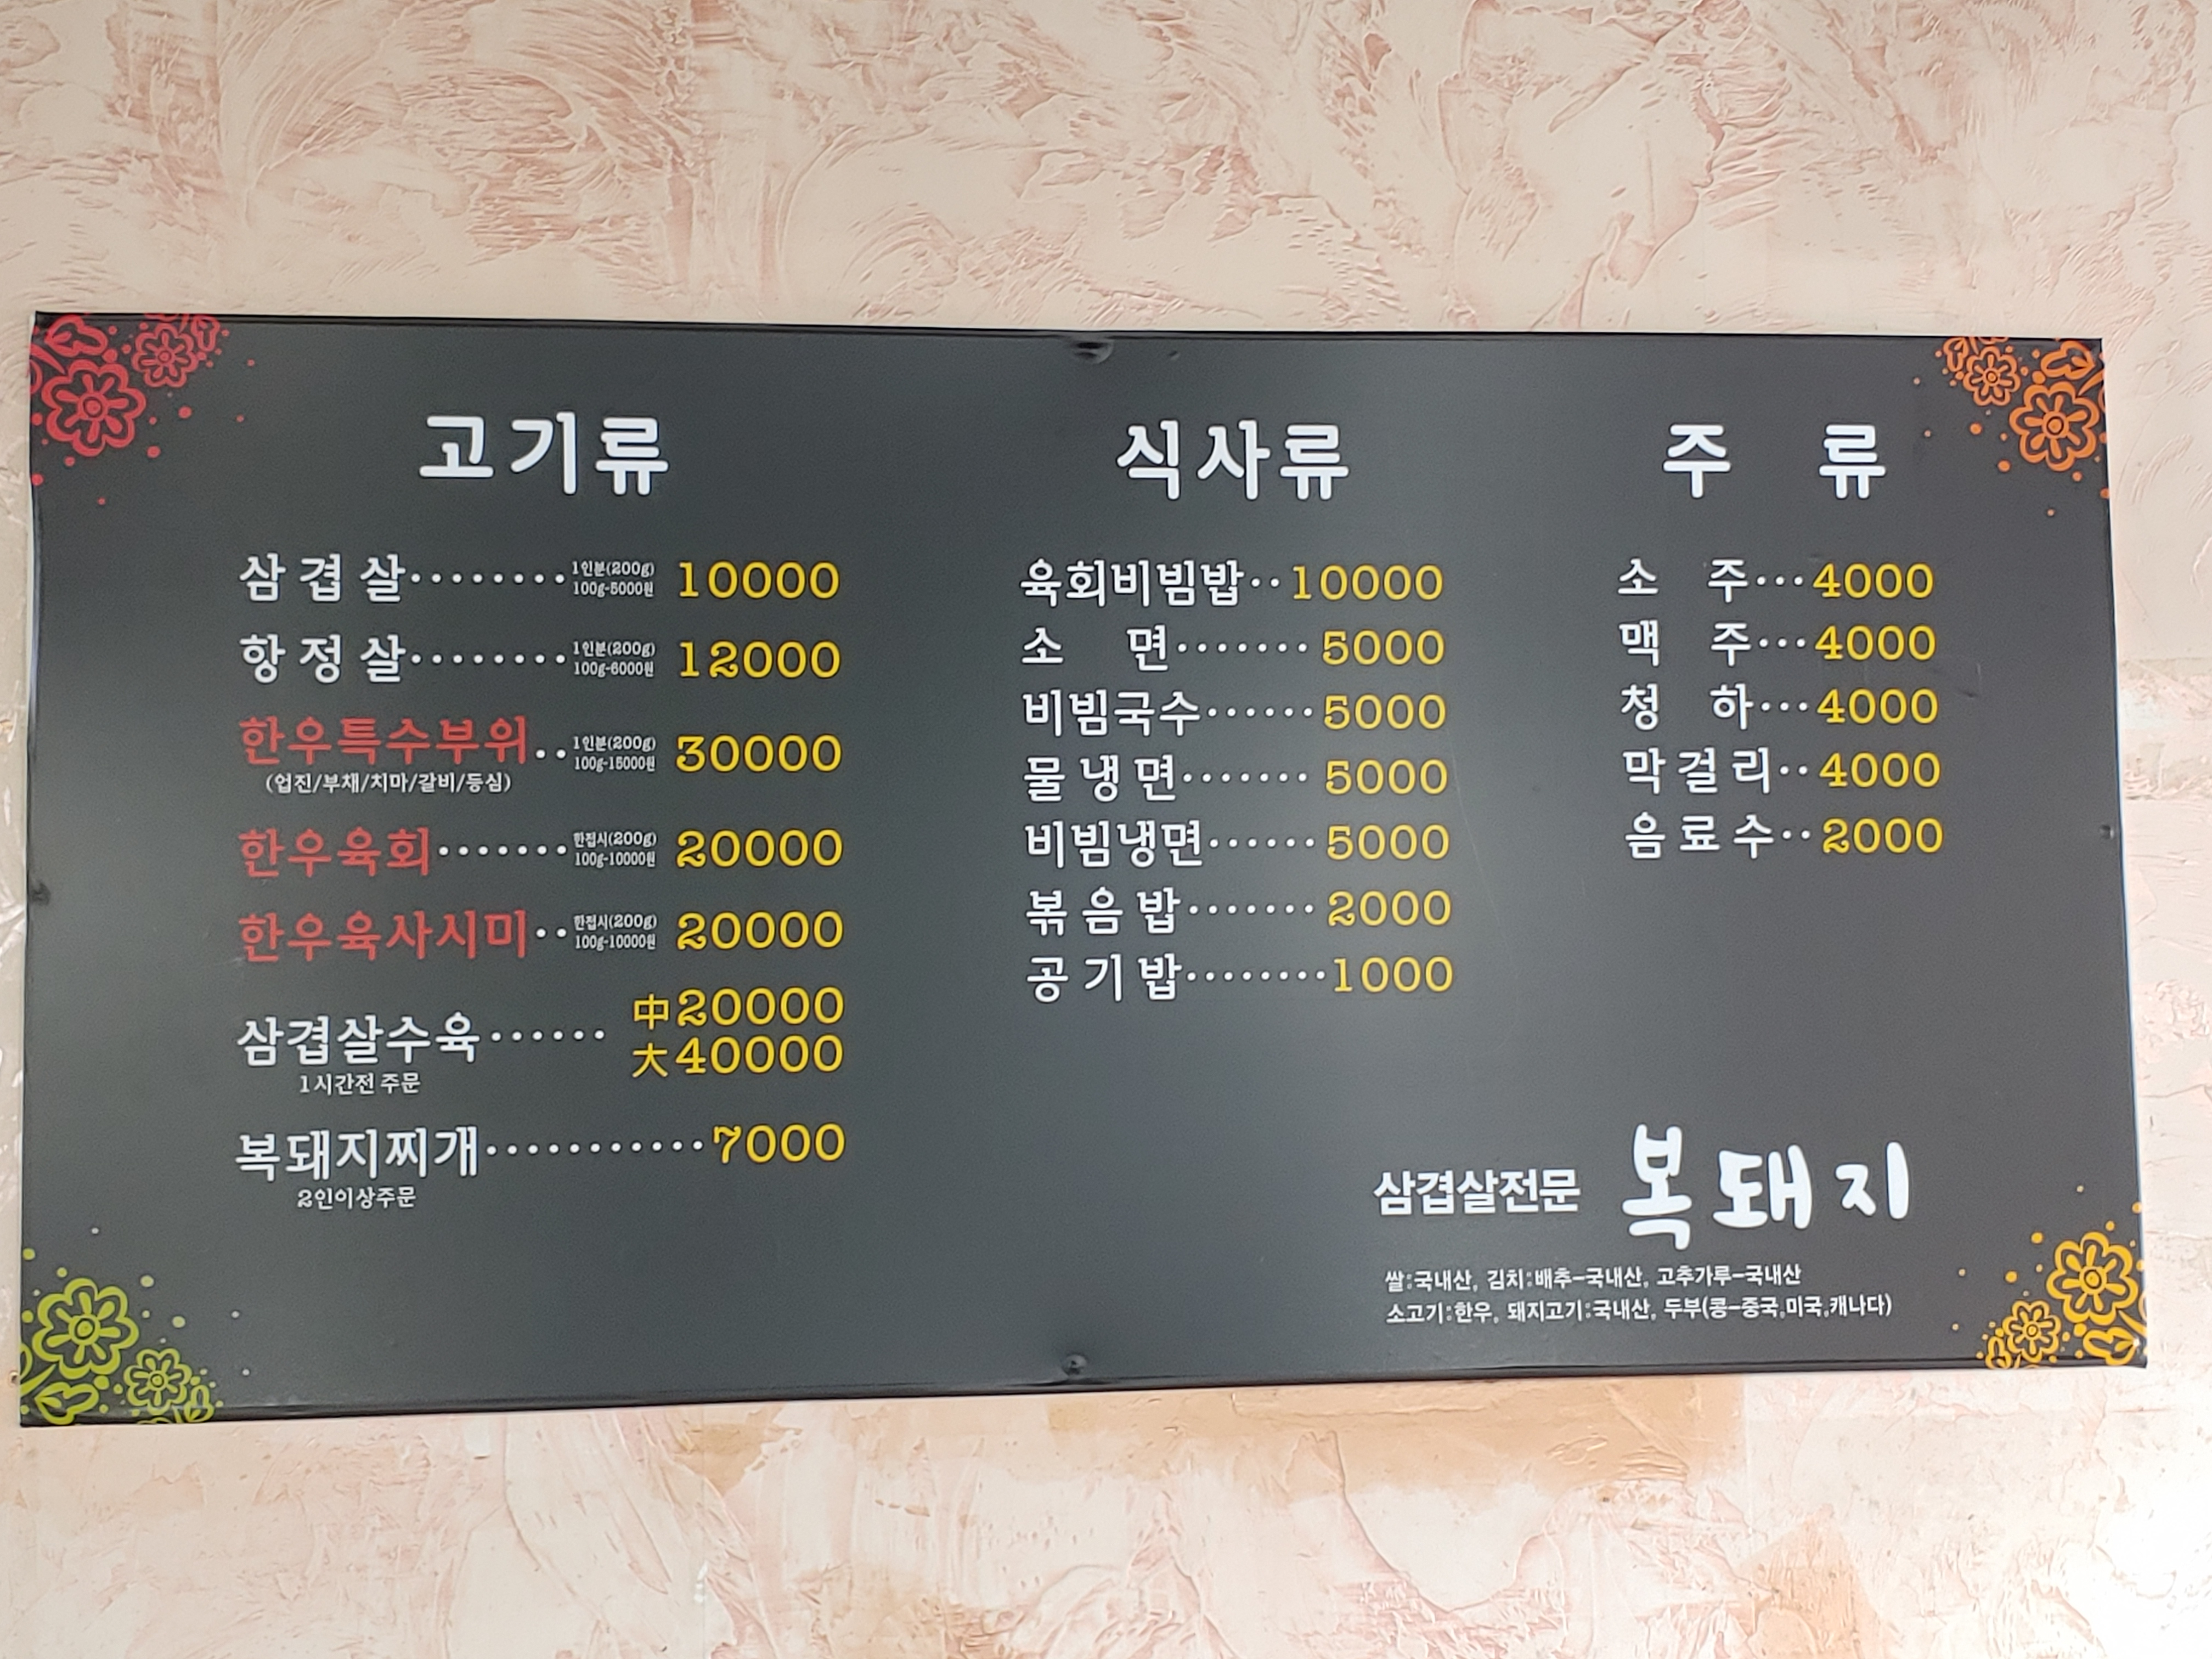 고기류
삼겹살········1인분(200g) 10000
100g-5000원
항정살········1인분(200g) 12000
100g-6000원
한우특수부위··1인분(200g) 30000
(업진/부채/치마/갈비/등심) 100g-15000원
한우육회·······한접시(200g) 20000
100g-10000원
한우육사시미··한접시(200g) 20000
100g-10000원
삼겹살수육······中20000
大40000
1시간전 주문
복돼지찌개···········7000
2인이상주문
식사류
육회비빔밥··10000
소 면·······5000
비빔국수······5000
물냉면·······5000
비빔냉면······5000
볶음밥·······2000
공기밥········1000
주 류
소 주···4000
맥 주···4000
청 하···4000
막걸리··4000
음료수··2000
삼겹살전문 복돼지
쌀:국내산, 김치:배추-국내산, 고추가루-국내산
소고기:한우, 돼지고기:국내산, 두부(콩-중국,미국,캐나다)